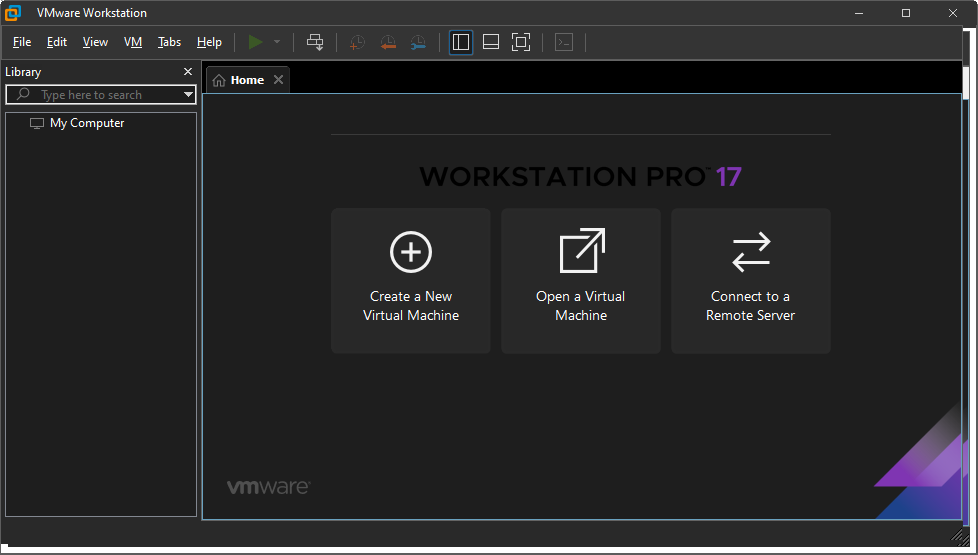 VMware Workstation
File Edit View VM Tabs Help
Library
Type here to search
My Computer
Home
WORKSTATION PRO™ 17
Create a New
Virtual Machine
Open a Virtual
Machine
Connect to a
Remote Server
vmware®